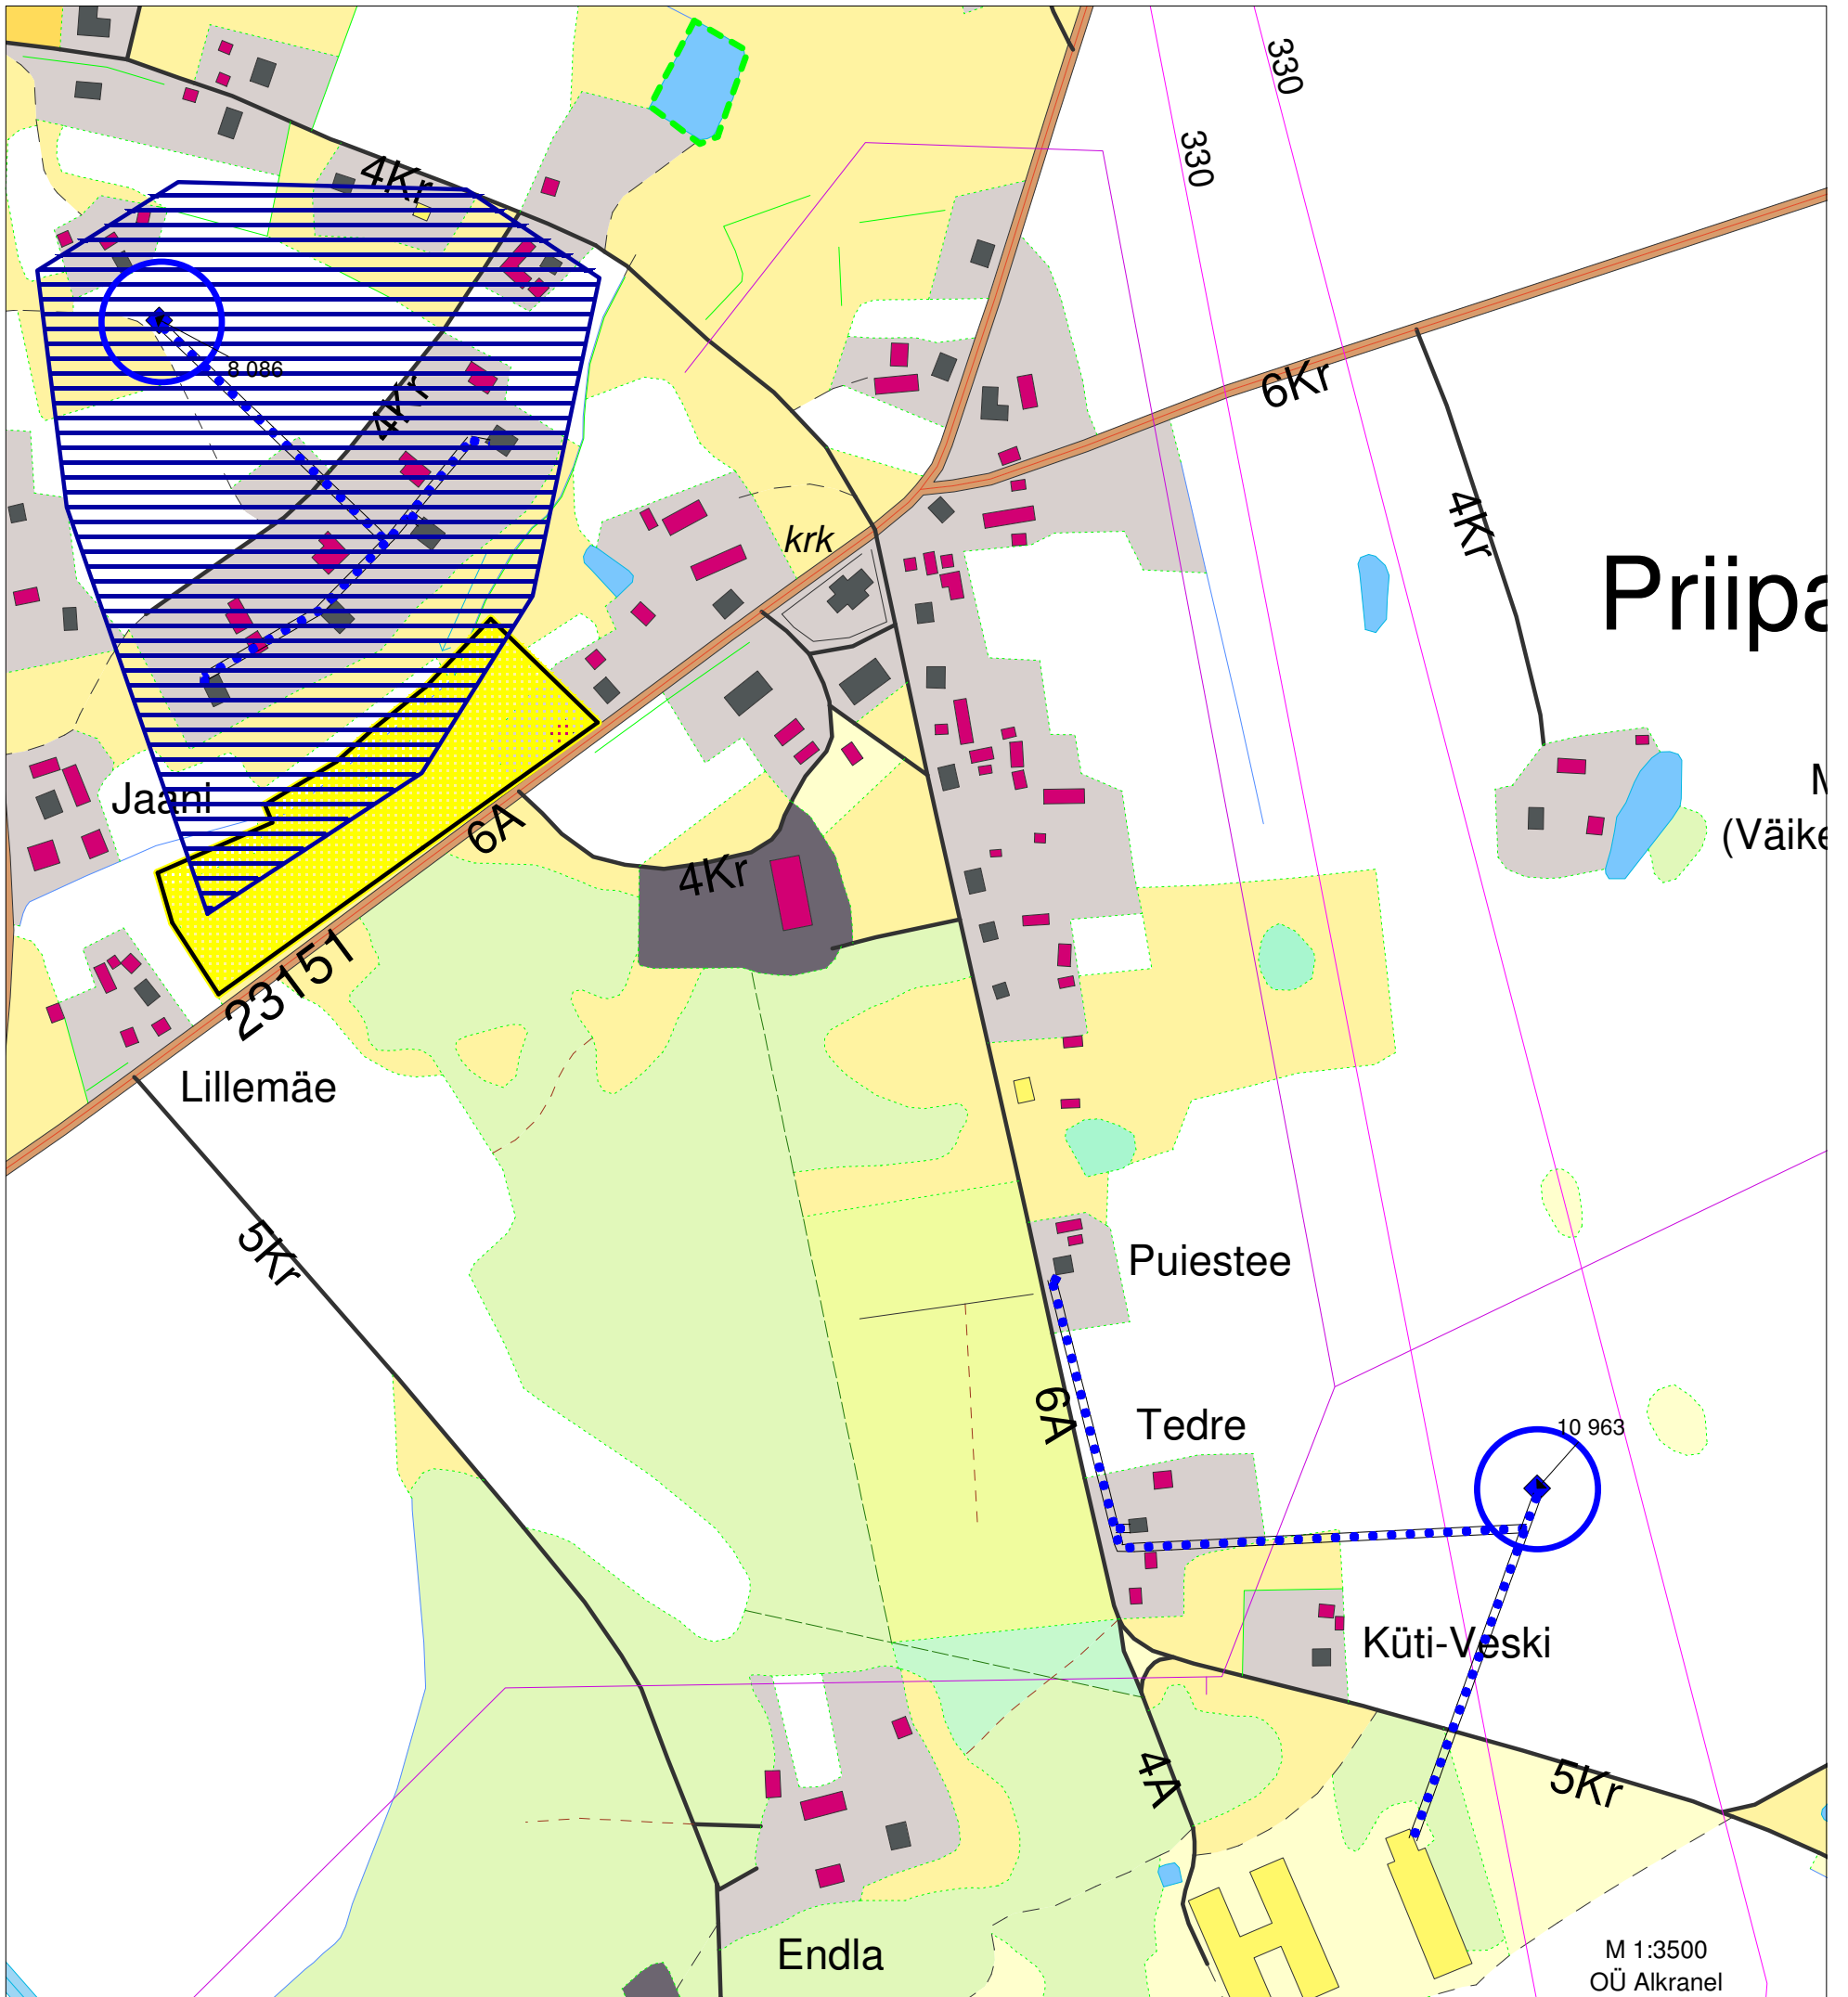 330
330
4Kr
8 086
4Kr
6Kr
4Kr
krk
Priipa
Jaani
6A
4Kr
(Väike
23151
Lillemäe
5Kr
Puiestee
6A
Tedre
10 963
Küti-Veski
4A
5Kr
Endla
M 1:3500
OÜ Alkranel